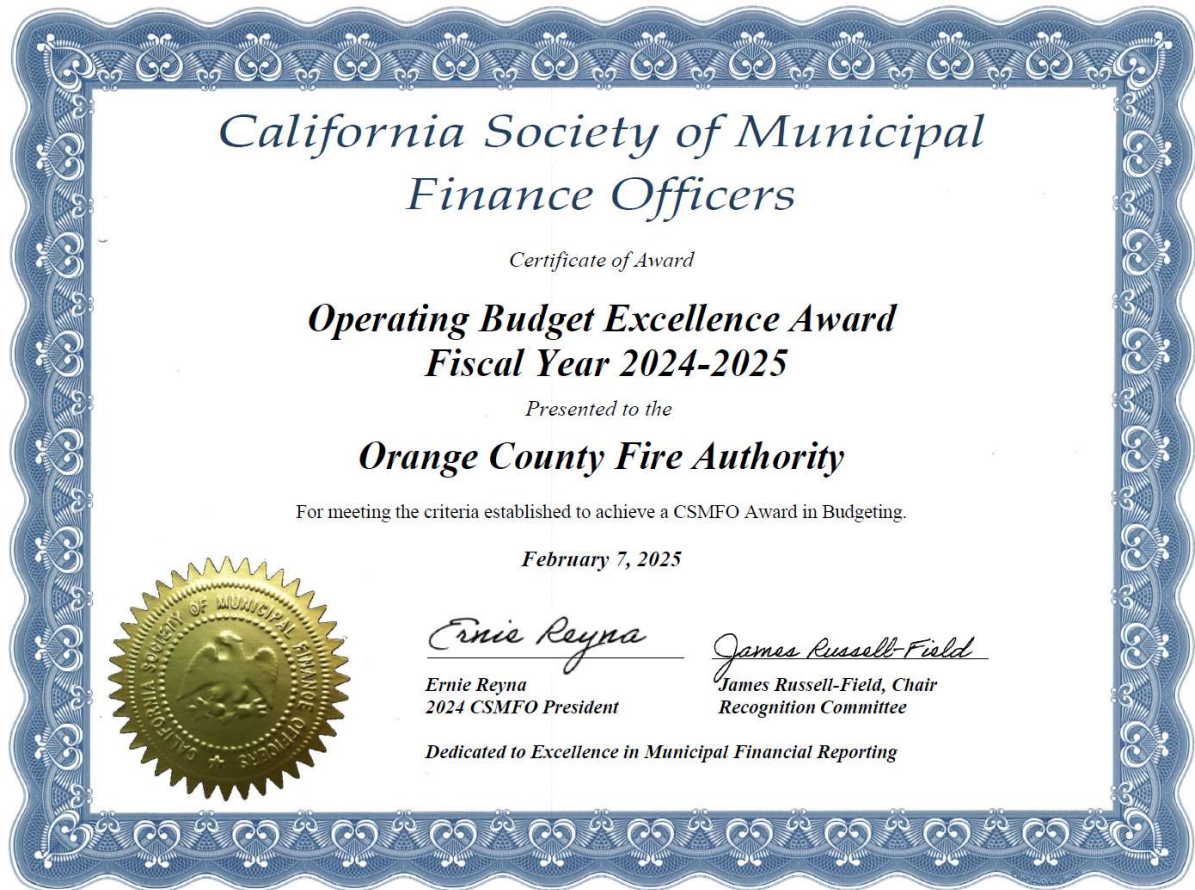 California Society of Municipal
Finance Officers
Certificate of Award
Operating Budget Excellence Award
Fiscal Year 2024-2025
Presented to the
Orange County Fire Authority
For meeting the criteria established to achieve a CSMFO Award in Budgeting.
February 7, 2025
Ernie Reyna
James Russell-Field
Ernie Reyna
James Russell-Field, Chair
2024 CSMFO President
Recognition Committee
Dedicated to Excellence in Municipal Financial Reporting
CALIFORNIA SOCIETY OF MUNICIPAL FINANCE OFFICERS